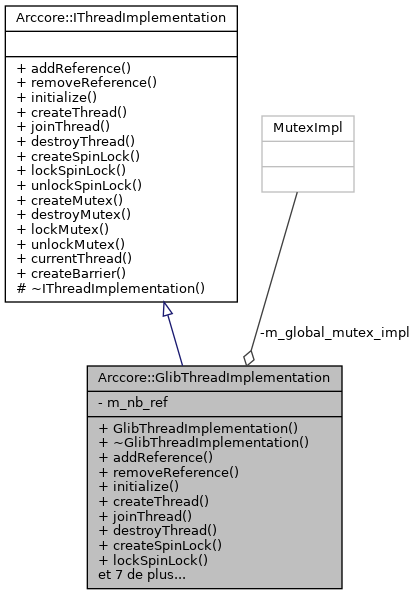 Arccore::IThreadImplementation
+ addReference()
+ removeReference()
+ initialize()
+ createThread()
+ joinThread()
+ destroyThread()
+ createSpinLock()
+ lockSpinLock()
+ unlockSpinLock()
+ createMutex()
+ destroyMutex()
+ lockMutex()
+ unlockMutex()
+ currentThread()
+ createBarrier()
# ~IThreadImplementation()
MutexImpl
-m_global_mutex_impl
Arccore::GlibThreadImplementation
- m_nb_ref
+ GlibThreadImplementation()
+ ~GlibThreadImplementation()
+ addReference()
+ removeReference()
+ initialize()
+ createThread()
+ joinThread()
+ destroyThread()
+ createSpinLock()
+ lockSpinLock()
et 7 de plus...